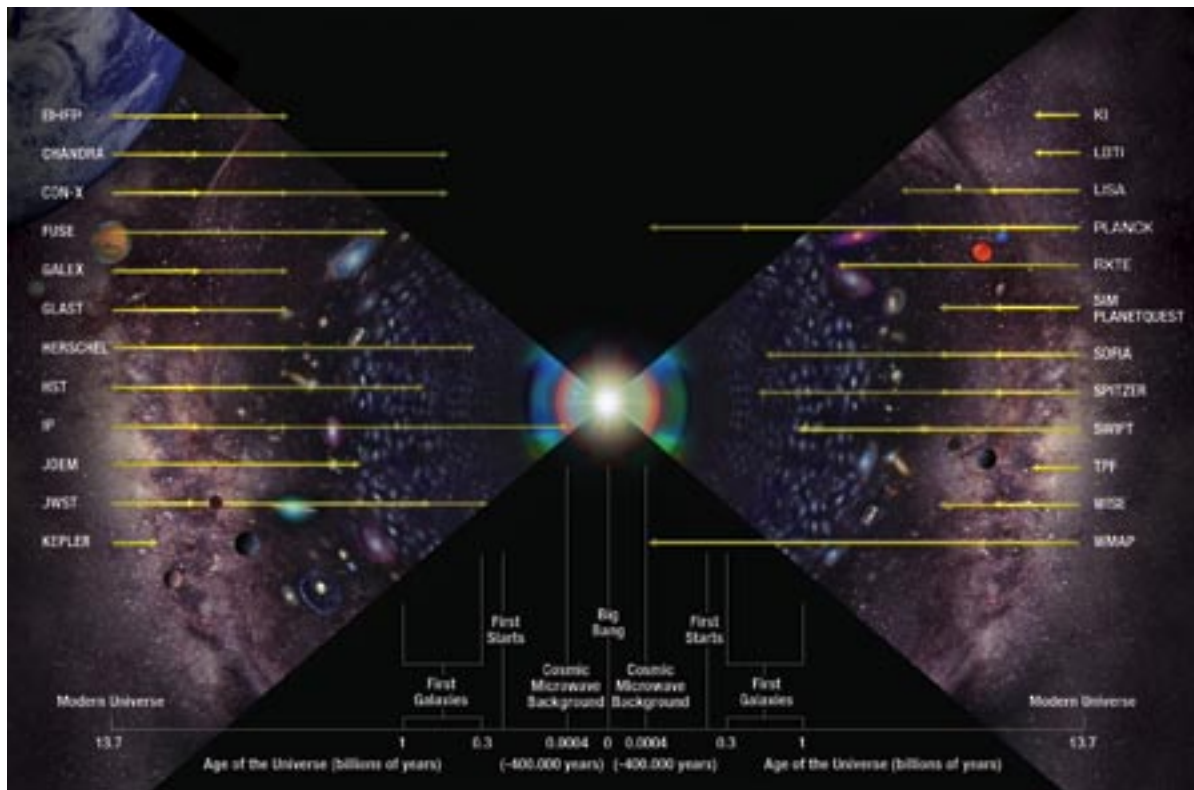 BHFP
CHANDRA
CON-X
FUSE
GALEX
GLAST
HERSCHEL
HST
IP
JDEM
JWST
KEPLER
KI
LBTI
LISA
PLANCK
RXTE
SIM
PLANETQUEST
SOFIA
SPITZER
SWIFT
TPF
WISE
WMAP
First
Starts
Big
Bang
First
Starts
First
Galaxies
Cosmic
Microwave
Background
Cosmic
Microwave
Background
First
Galaxies
Modern Universe
Modern Universe
13.7 1 0.3 0.0004 0 0.0004 0.3 1 13.7
Age of the Universe (billions of years) (~400.000 years) (~400.000 years) Age of the Universe (billions of years)